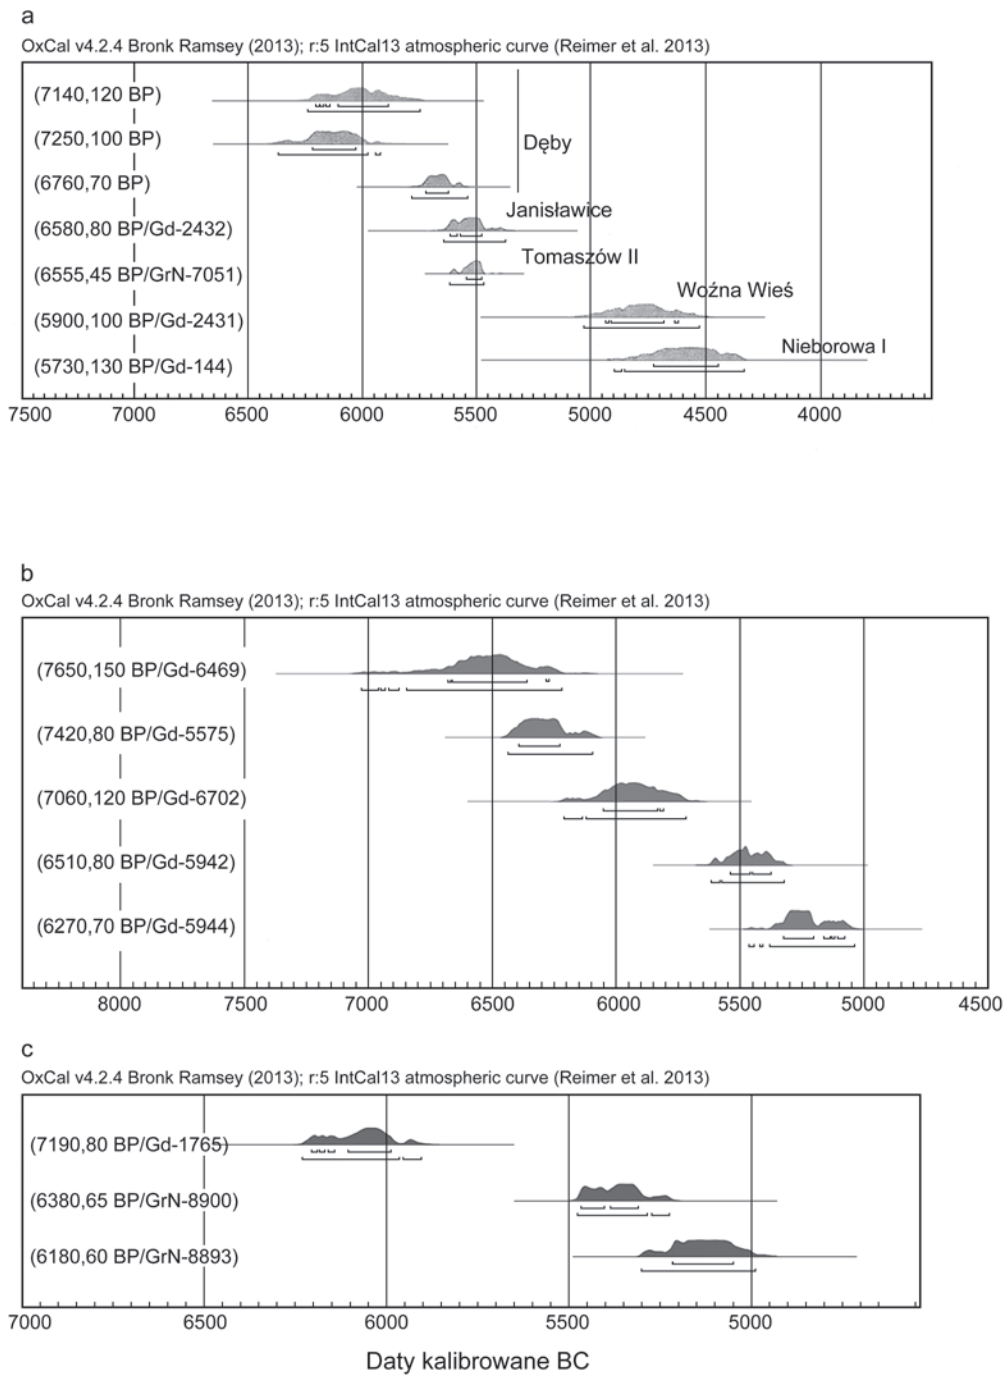 a
OxCal v4.2.4 Bronk Ramsey (2013); r:5 IntCal13 atmospheric curve (Reimer et al. 2013)
(7140,120 BP)
(7250,100 BP)
Dęby
(6760,70 BP)
Janisławice
(6580,80 BP/Gd-2432)
Tomaszów II
(6555,45 BP/GrN-7051)
Woźna Wieś
(5900,100 BP/Gd-2431)
Nieborowa I
(5730,130 BP/Gd-144)
7500 7000 6500 6000 5500 5000 4500 4000
b
OxCal v4.2.4 Bronk Ramsey (2013); r:5 IntCal13 atmospheric curve (Reimer et al. 2013)
(7650,150 BP/Gd-6469)
(7420,80 BP/Gd-5575)
(7060,120 BP/Gd-6702)
(6510,80 BP/Gd-5942)
(6270,70 BP/Gd-5944)
8000 7500 7000 6500 6000 5500 5000 4500
c
OxCal v4.2.4 Bronk Ramsey (2013); r:5 IntCal13 atmospheric curve (Reimer et al. 2013)
(7190,80 BP/Gd-1765)
(6380,65 BP/GrN-8900)
(6180,60 BP/GrN-8893)
7000 6500 6000 5500 5000
Daty kalibrowane BC